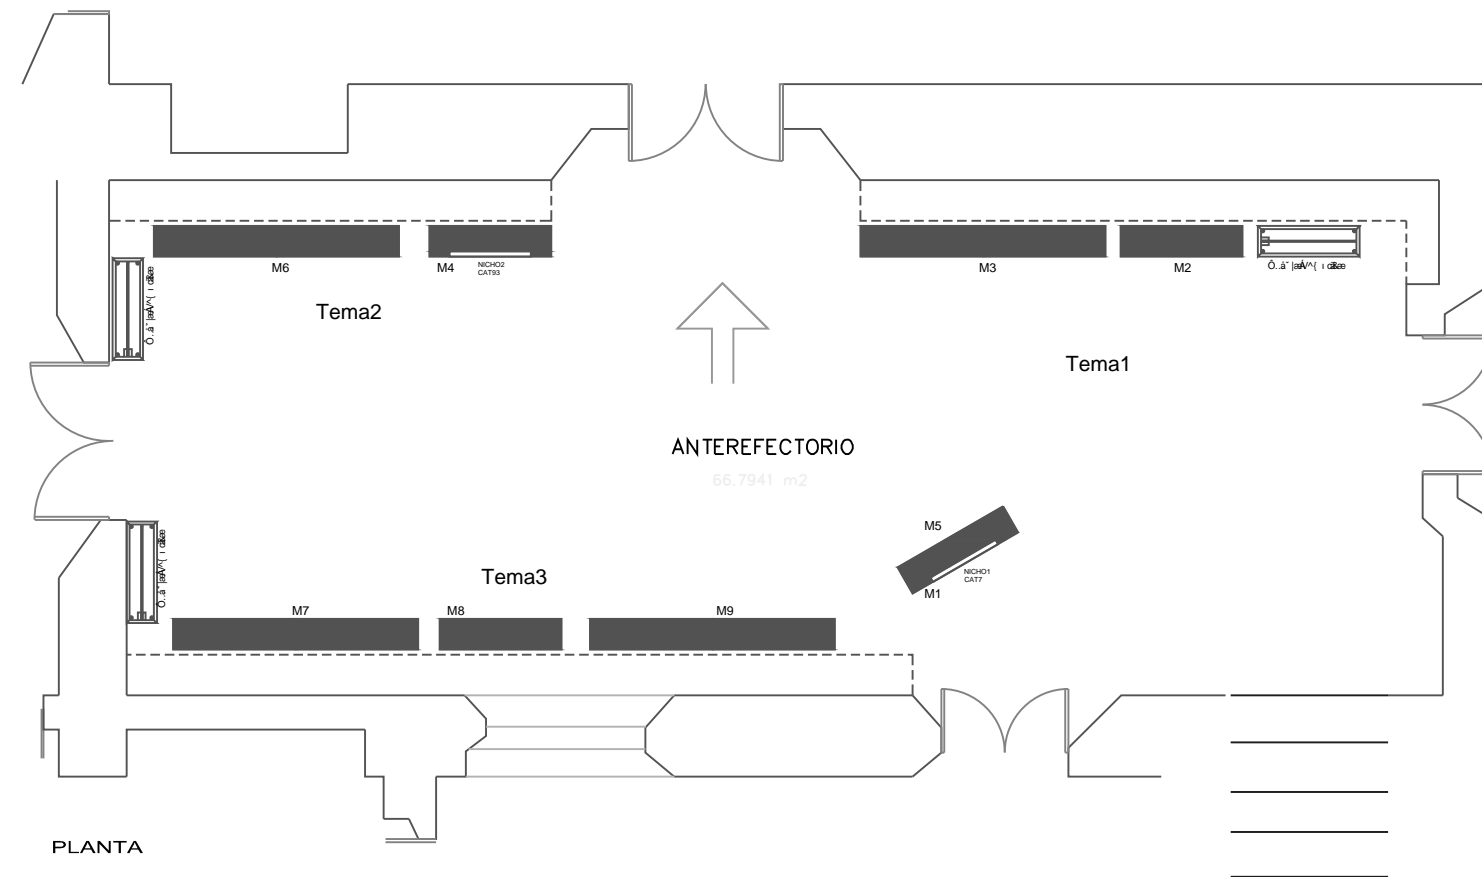 M6
M4
NICHO2
CAT93
M3
M2
Tema2
Tema1
ANTEREFECTORIO
66.7941 m2
M5
NICHO1
CAT7
M1
Tema3
M7
M8
M9
PLANTA